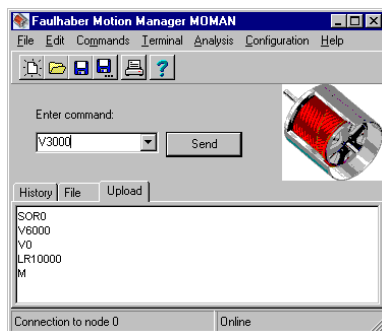 Faulhaber Motion Manager MOMAN
File Edit Commands Terminal Analysis Configuration Help
?
Enter command:
V3000
Send
History File Upload
SOR0
V6000
V0
LR10000
M
Connection to node 0 Online